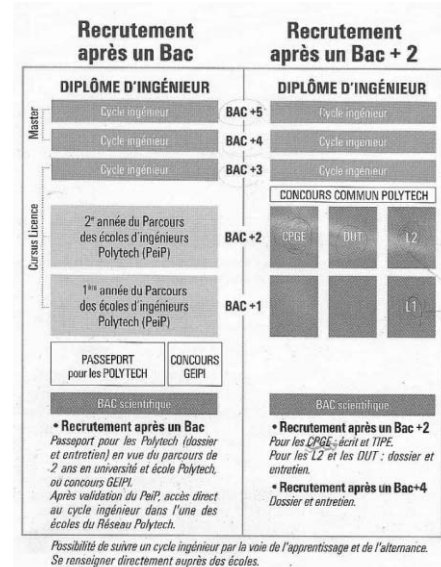 Recrutement
après un Bac
Recrutement
après un Bac + 2
DIPLÔME D'INGÉNIEUR
DIPLÔME D'INGÉNIEUR
Master
Cycle ingénieur
BAC +5
Cycle ingénieur
Cycle ingénieur
BAC +4
Cycle ingénieur
Cursus Licence
Cycle ingénieur
BAC +3
Cycle ingénieur
CONCOURS COMMUN POLYTECH
2e année du Parcours
des écoles d'ingénieurs
Polytech (PeiP)
BAC +2
CPGE
DUT
L2
1ère année du Parcours
des écoles d'ingénieurs
Polytech (PeiP)
BAC +1
L1
PASSEPORT
pour les POLYTECH
CONCOURS
GEIPI
BAC scientifique
BAC scientifique
• Recrutement après un Bac
Passeport pour les Polytech (dossier
et entretien) en vue du parcours de
2 ans en université et école Polytech,
ou concours GEIPI.
Après validation du PeiP, accès direct
au cycle ingénieur dans l'une des
écoles du Réseau Polytech.
• Recrutement après un Bac +2
Pour les CPGE : écrit et TIPE.
Pour les L2 et les DUT : dossier et
entretien.
• Recrutement après un Bac+4
Dossier et entretien.
Possibilité de suivre un cycle ingénieur par la voie de l'apprentissage et de l'alternance.
Se renseigner directement auprès des écoles.